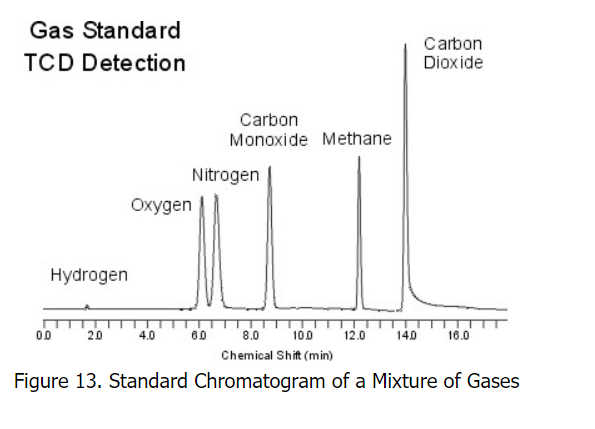 Gas Standard
TCD Detection
Carbon
Dioxide
Carbon
Monoxide
Methane
Nitrogen
Oxygen
Hydrogen
0.0 2.0 4.0 6.0 8.0 10.0 12.0 14.0 16.0
Chemical Shift (min)
Figure 13. Standard Chromatogram of a Mixture of Gases